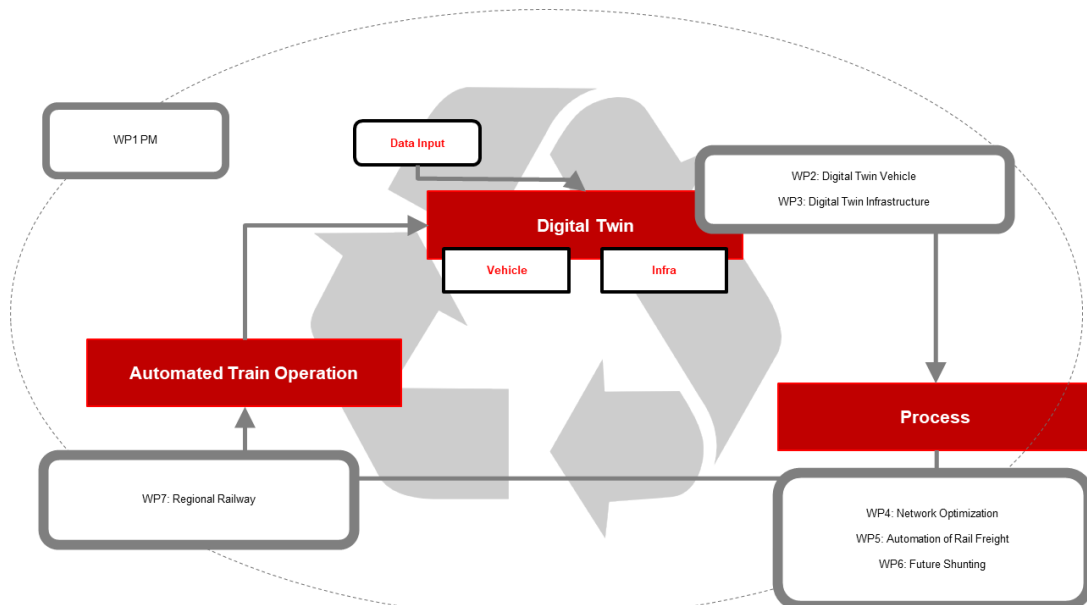 WP1 PM
Data Input
WP2: Digital Twin Vehicle
WP3: Digital Twin Infrastructure
Digital Twin
Vehicle
Infra
Automated Train Operation
Process
WP7: Regional Railway
WP4: Network Optimization
WP5: Automation of Rail Freight
WP6: Future Shunting